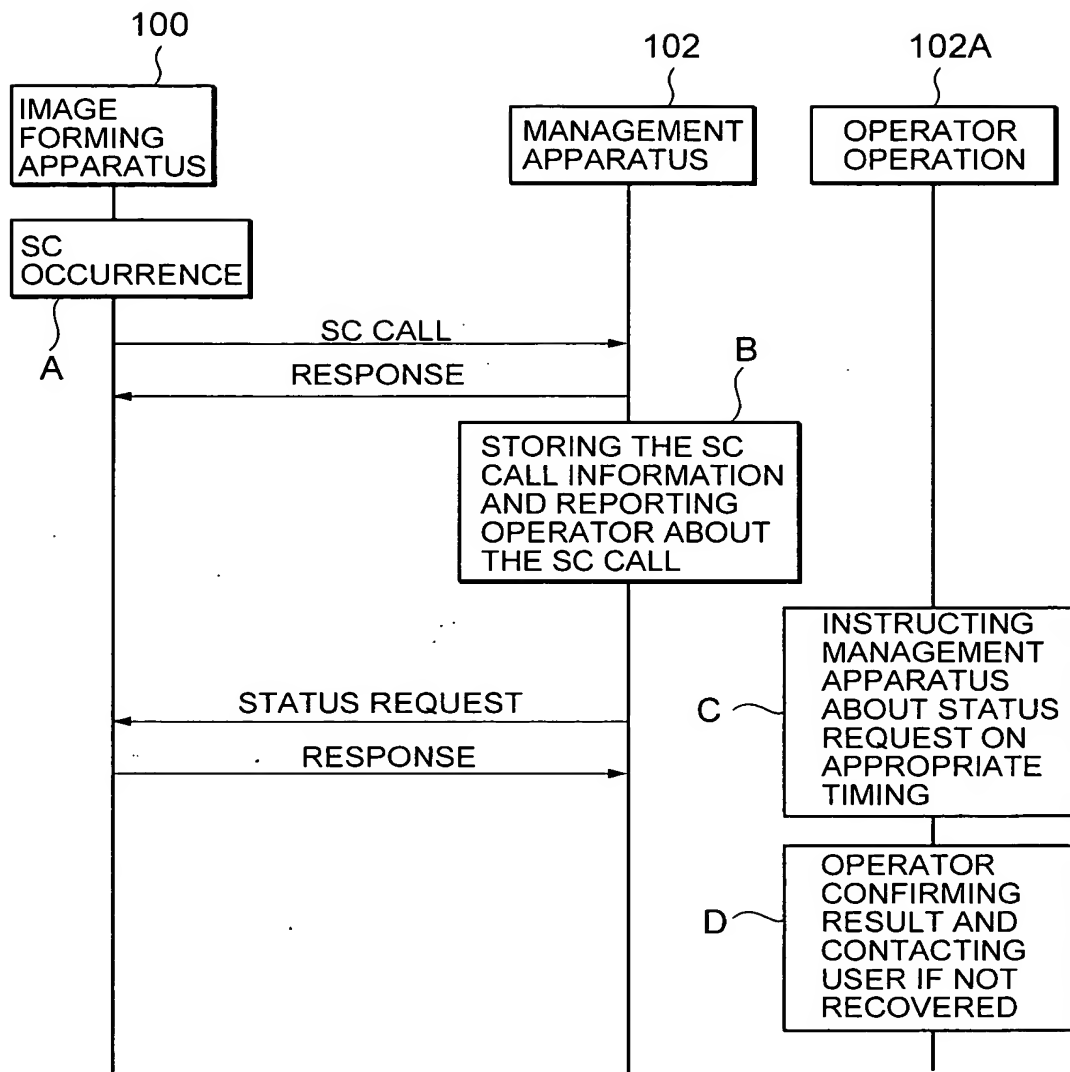 100
102
102A
IMAGE
FORMING
APPARATUS
MANAGEMENT
APPARATUS
OPERATOR
OPERATION
SC
OCCURRENCE
A
SC CALL
RESPONSE
B
STORING THE SC
CALL INFORMATION
AND REPORTING
OPERATOR ABOUT
THE SC CALL
INSTRUCTING
MANAGEMENT
APPARATUS
ABOUT STATUS
REQUEST ON
APPROPRIATE
TIMING
C
STATUS REQUEST
RESPONSE
OPERATOR
CONFIRMING
RESULT AND
CONTACTING
USER IF NOT
RECOVERED
D